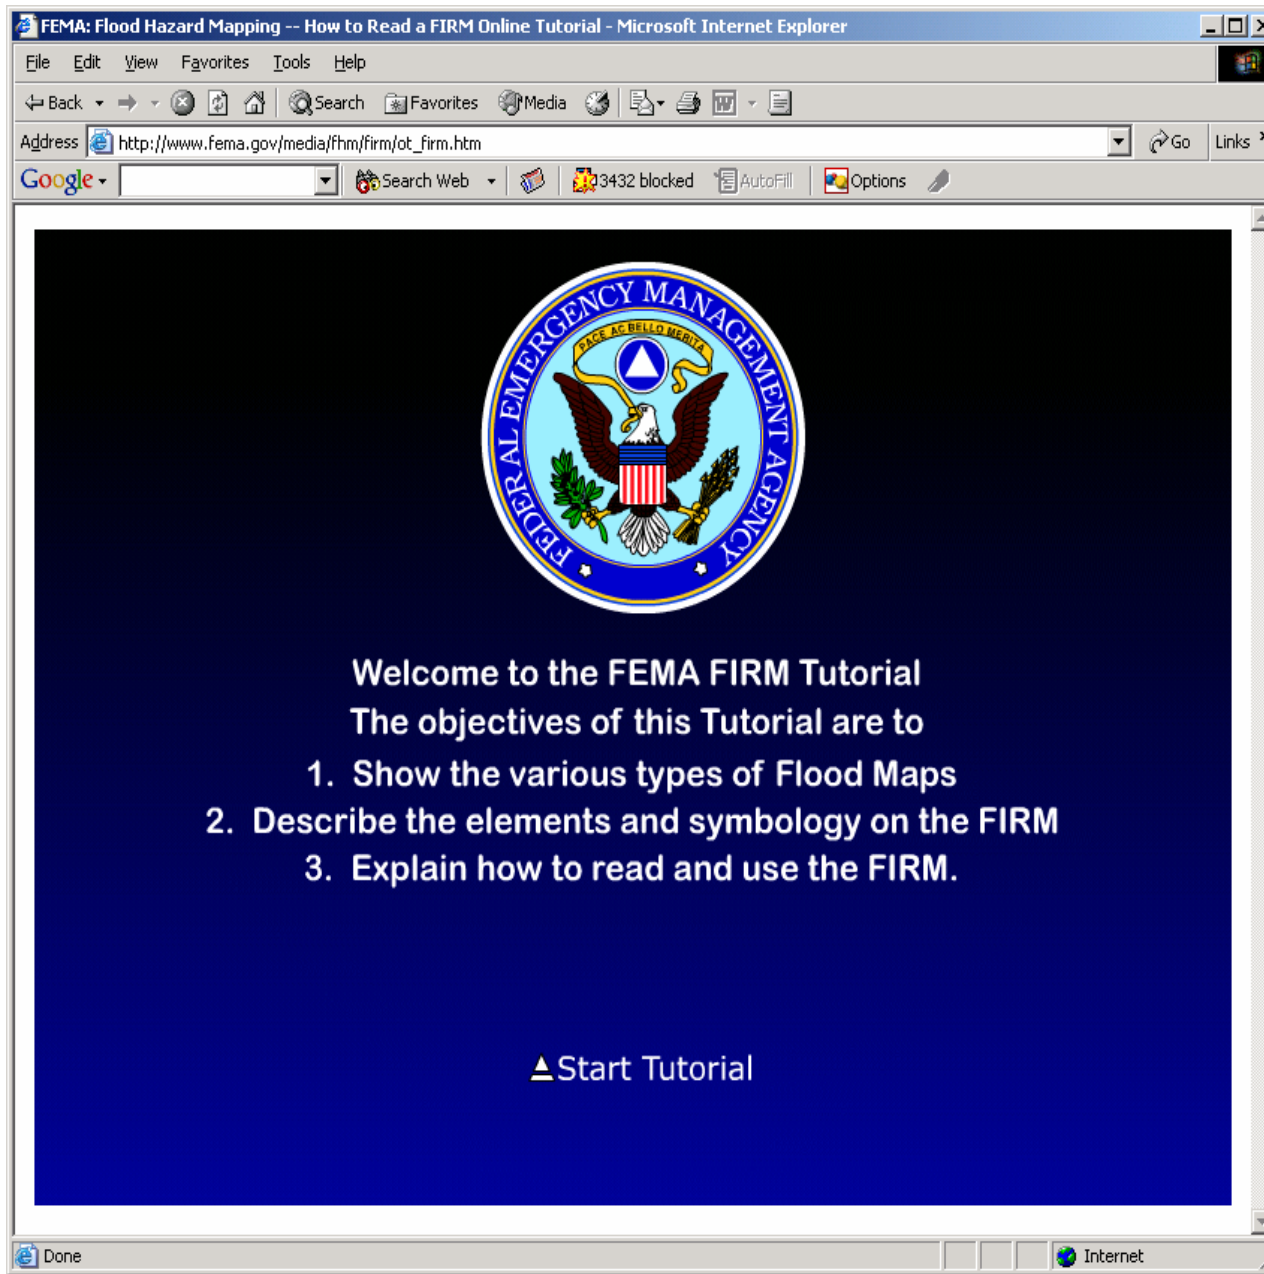 FEMA: Flood Hazard Mapping -- How to Read a FIRM Online Tutorial - Microsoft Internet Explorer
File Edit View Favorites Tools Help
Back Search Favorites Media
Address http://www.fema.gov/media/fhm/firm/ot_firm.htm Go Links
Google Search Web 3432 blocked AutoFill Options
FEDERAL EMERGENCY MANAGEMENT AGENCY
PACE AC BELLO MERITA
Welcome to the FEMA FIRM Tutorial
The objectives of this Tutorial are to
1. Show the various types of Flood Maps
2. Describe the elements and symbology on the FIRM
3. Explain how to read and use the FIRM.
Start Tutorial
Done Internet